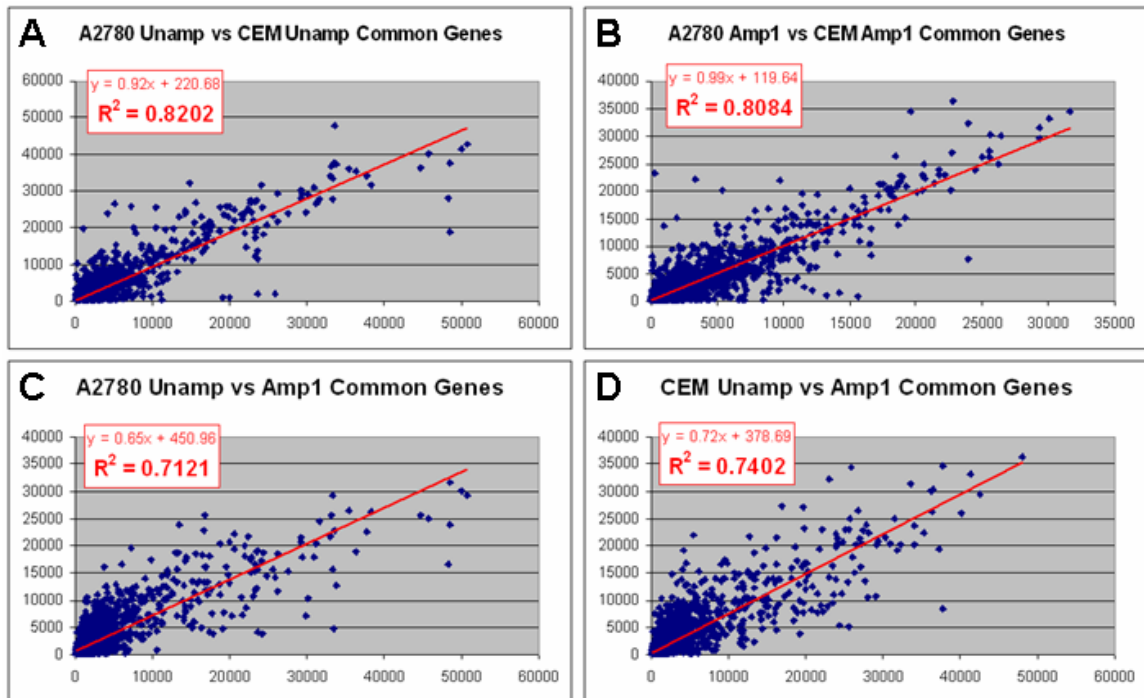 A
A2780 Unamp vs CEM Unamp Common Genes
y = 0.92x + 220.68
R² = 0.8202
60000
50000
40000
30000
20000
10000
0
0 10000 20000 30000 40000 50000 60000
B
A2780 Amp1 vs CEM Amp1 Common Genes
y = 0.99x + 119.64
R² = 0.8084
40000
35000
30000
25000
20000
15000
10000
5000
0
0 5000 10000 15000 20000 25000 30000 35000
C
A2780 Unamp vs Amp1 Common Genes
y = 0.65x + 450.96
R² = 0.7121
40000
35000
30000
25000
20000
15000
10000
5000
0
0 10000 20000 30000 40000 50000 60000
D
CEM Unamp vs Amp1 Common Genes
y = 0.72x + 378.69
R² = 0.7402
40000
35000
30000
25000
20000
15000
10000
5000
0
0 10000 20000 30000 40000 50000 60000